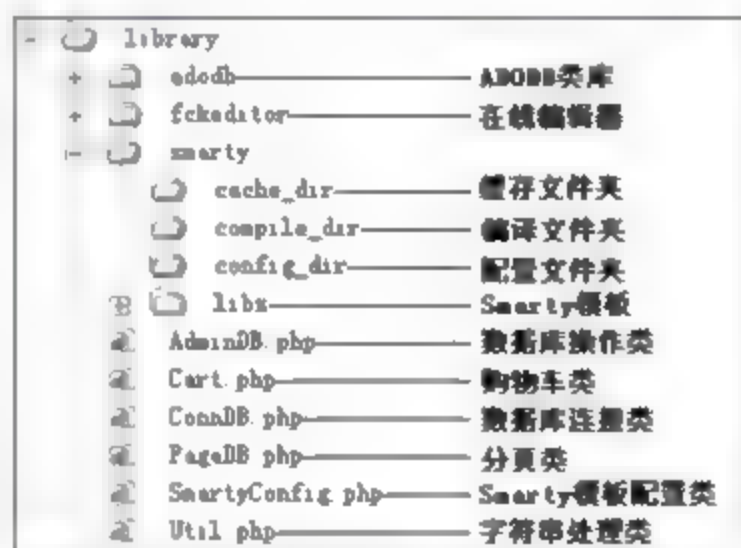 library
adodb ADODB类库
fckeditor 在线编辑器
smarty
cache_dir 缓存文件夹
compile_dir 编译文件夹
config_dir 配置文件夹
libs Smarty模板
AdminDB.php 数据库操作类
Cart.php 购物车类
ConnDB.php 数据库连接类
PageDB.php 分页类
SmartyConfig.php Smarty模板配置类
Util.php 字符串处理类